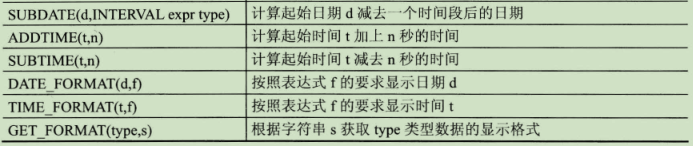 SUBDATE(d,INTERVAL expr type) 计算起始日期 d 减去一个时间段后的日期
ADDTIME(t,n) 计算起始时间 t 加上 n 秒的时间
SUBTIME(t,n) 计算起始时间 t 减去 n 秒的时间
DATE_FORMAT(d,f) 按照表达式 f 的要求显示日期 d
TIME_FORMAT(t,f) 按照表达式 f 的要求显示时间 t
GET_FORMAT(type,s) 根据字符串 s 获取 type 类型数据的显示格式